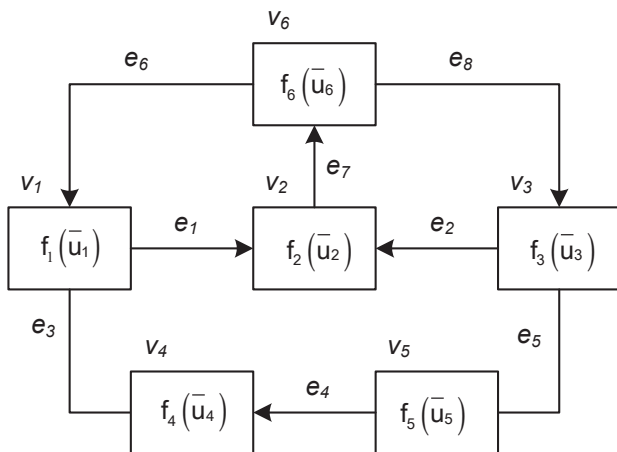 v6
e6
e8
f6(ū6)
v1
v2
e7
v3
f1(ū1)
e1
f2(ū2)
e2
f3(ū3)
e3
e5
v4
v5
f4(ū4)
e4
f5(ū5)